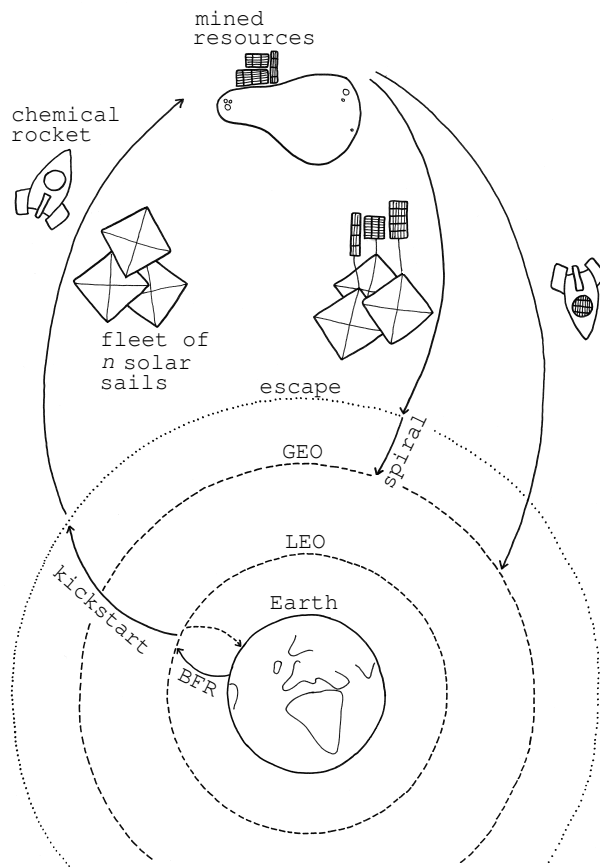 mined
resources
chemical
rocket
fleet of
n solar
sails
escape
spiral
GEO
LEO
kickstart
Earth
BFR